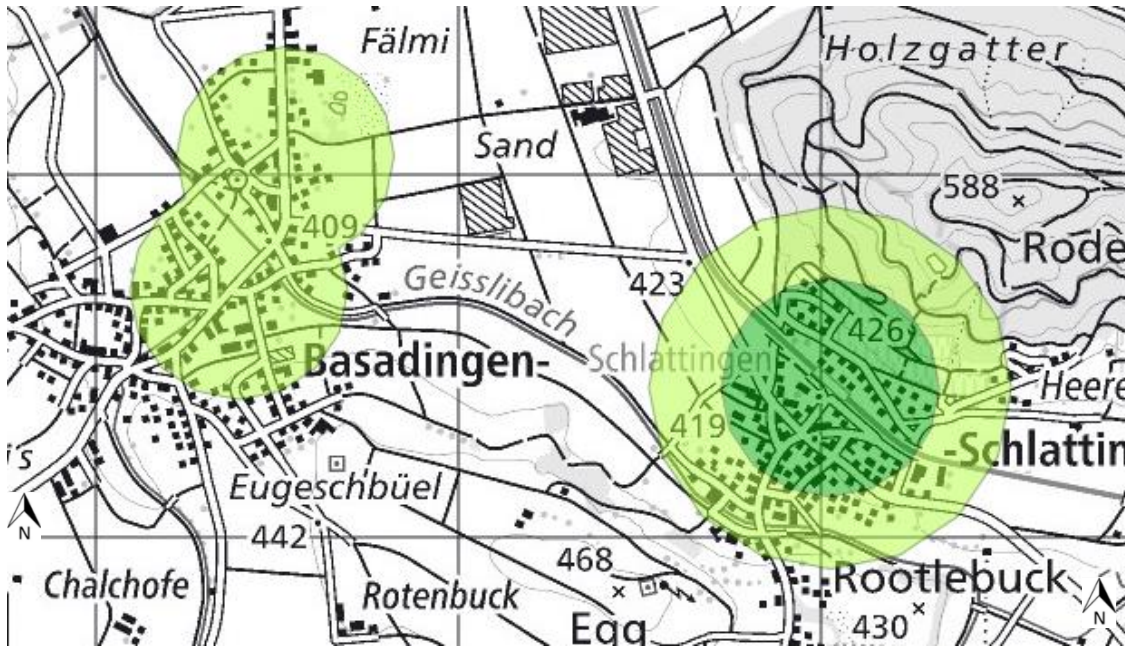 Fälmi
Holzgatter
Sand
588
409
Rode
Geisslibach
423
426
Basadingen-
Schlattingen
Heere
419
-Schlattin
's
Eugeschbüel
N
442
468
Chalchofe
Rotenbuck
Rootlebuck
N
Egg
430